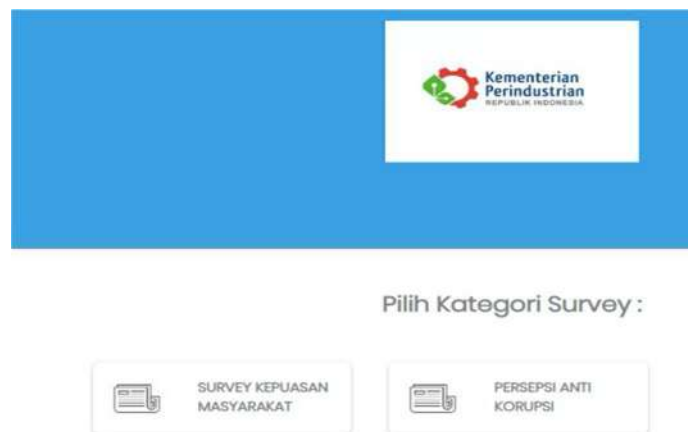 Kementerian
Perindustrian
REPUBLIK INDONESIA
Pilih Kategori Survey :
SURVEY KEPUASAN
MASYARAKAT
PERSEPSI ANTI
KORUPSI